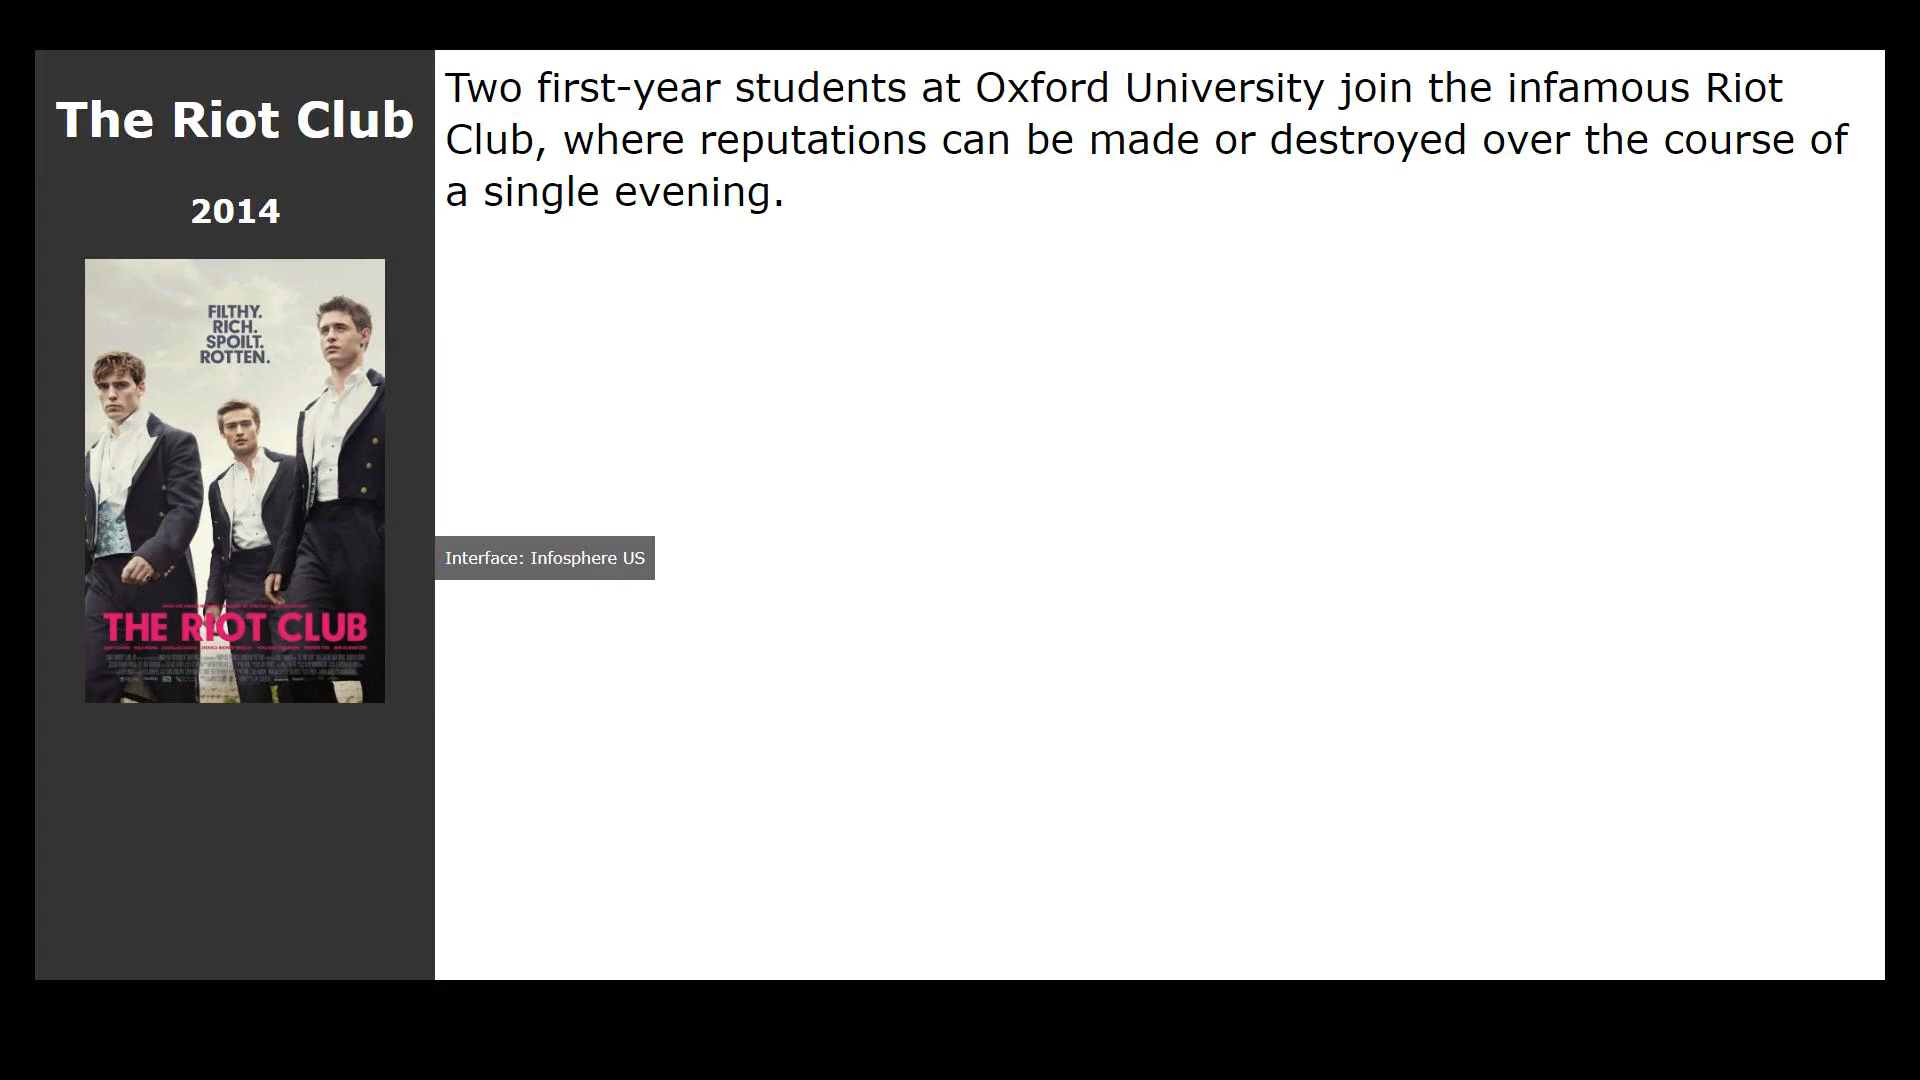 The Riot Club
2014
FILTHY.
RICH.
SPOILT.
ROTTEN.
THE RIOT CLUB
Two first-year students at Oxford University join the infamous Riot
Club, where reputations can be made or destroyed over the course of
a single evening.
Interface: Infosphere US